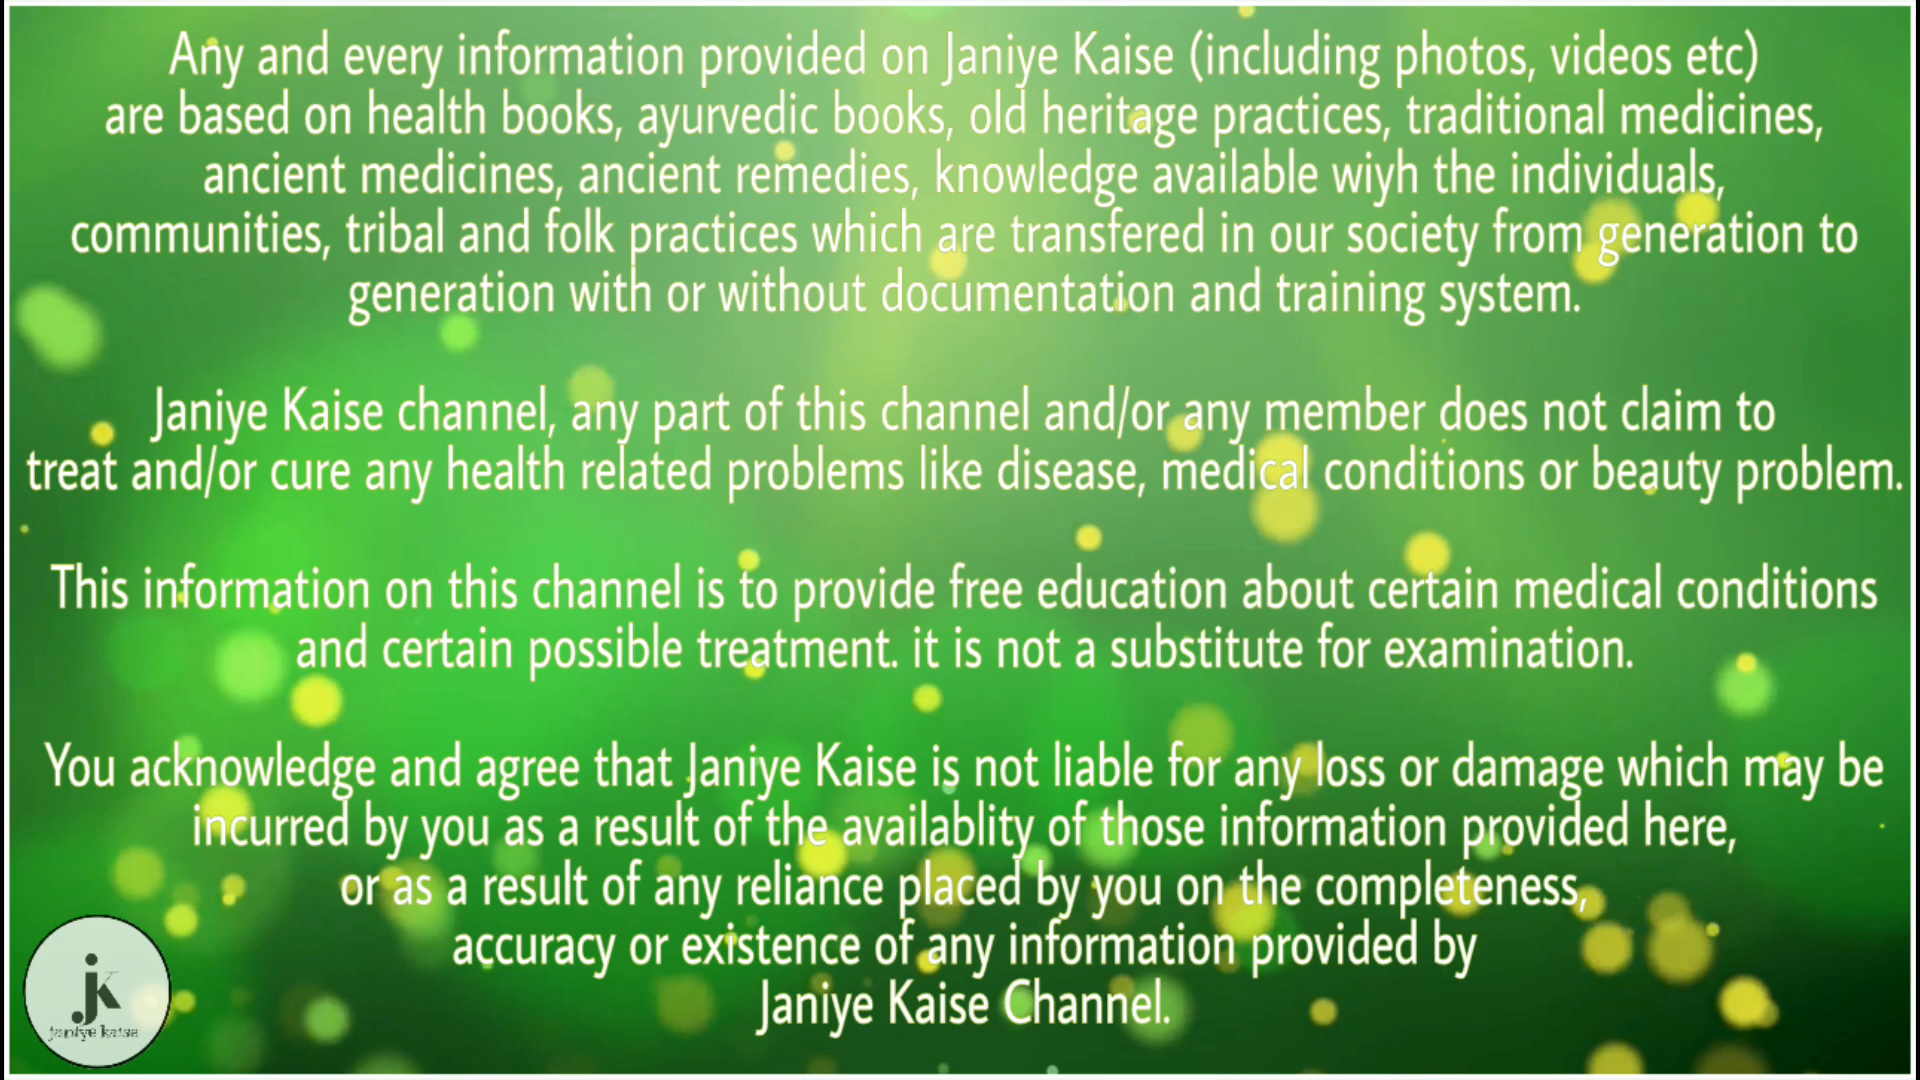 Any and every information provided on Janiye Kaise (including photos, videos etc)
are based on health books, ayurvedic books, old heritage practices, traditional medicines,
ancient medicines, ancient remedies, knowledge available wiyh the individuals,
communities, tribal and folk practices which are transfered in our society from generation to
generation with or without documentation and training system.
Janiye Kaise channel, any part of this channel and/or any member does not claim to
treat and/or cure any health related problems like disease, medical conditions or beauty problem.
This information on this channel is to provide free education about certain medical conditions
and certain possible treatment. it is not a substitute for examination.
You acknowledge and agree that Janiye Kaise is not liable for any loss or damage which may be
incurred by you as a result of the availablity of those information provided here,
or as a result of any reliance placed by you on the completeness,
accuracy or existence of any information provided by
Janiye Kaise Channel.
jk
janiye kaise